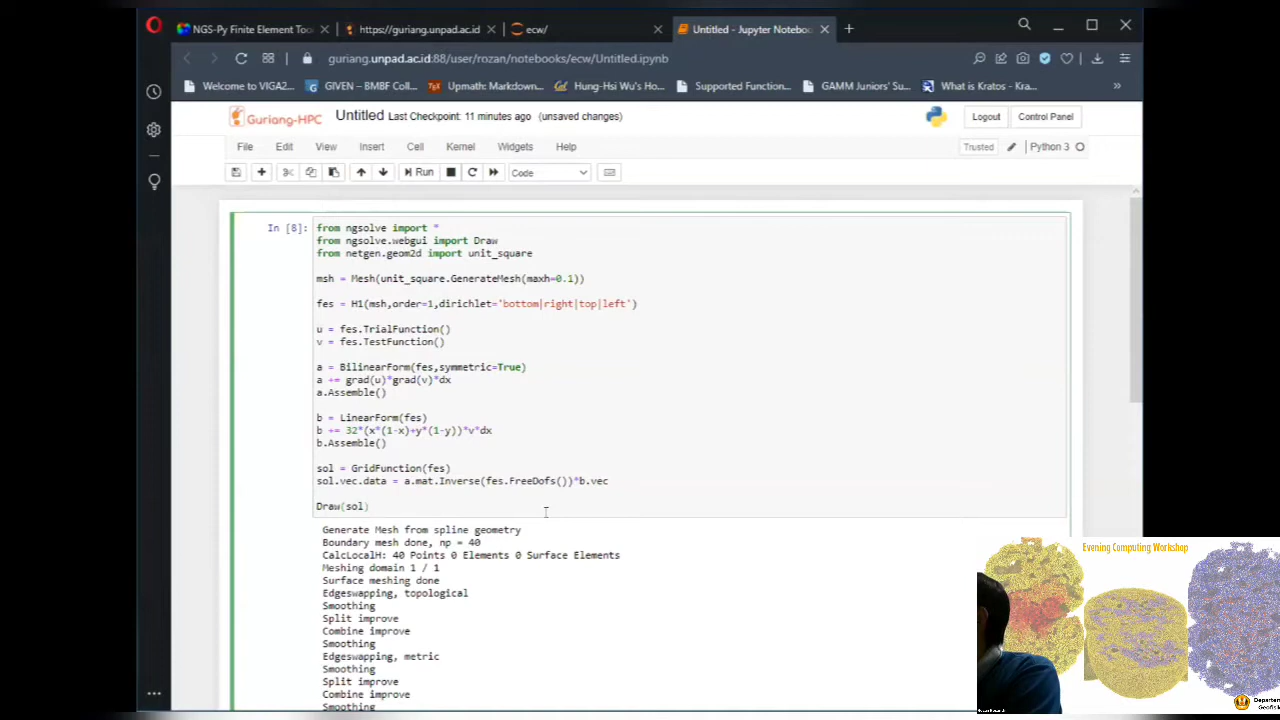 NGS-Py Finite Element Too
https://guriang.unpad.ac.id
ecw/
Untitled - Jupyter Noteboo
guriang.unpad.ac.id:88/user/rozan/notebooks/ecw/Untitled.ipynb
Welcome to VIGA2...
GIVEN – BMBF Coll...
Upmath: Markdown...
Hung-Hsi Wu's Ho...
Supported Function...
GAMM Juniors' Su...
What is Kratos - Kra...
Guriang-HPC
Untitled Last Checkpoint: 11 minutes ago (unsaved changes)
Logout
Control Panel
File Edit View Insert Cell Kernel Widgets Help
Trusted
Python 3
Run
Code
In [8]:
from ngsolve import *
from ngsolve.webgui import Draw
from netgen.geom2d import unit_square
msh = Mesh(unit_square.GenerateMesh(maxh=0.1))
fes = H1(msh,order=1,dirichlet='bottom|right|top|left')
u = fes.TrialFunction()
v = fes.TestFunction()
a = BilinearForm(fes,symmetric=True)
a += grad(u)*grad(v)*dx
a.Assemble()
b = LinearForm(fes)
b += 32*(x*(1-x)+y*(1-y))*v*dx
b.Assemble()
sol = GridFunction(fes)
sol.vec.data = a.mat.Inverse(fes.FreeDofs())*b.vec
Draw(sol)
Generate Mesh from spline geometry
Boundary mesh done, np = 40
CalcLocalH: 40 Points 0 Elements 0 Surface Elements
Meshing domain 1 / 1
Surface meshing done
Edgeswapping, topological
Smoothing
Split improve
Combine improve
Smoothing
Edgeswapping, metric
Smoothing
Split improve
Combine improve
Smoothing
Evening Computing Workshop
Departen
Geofis